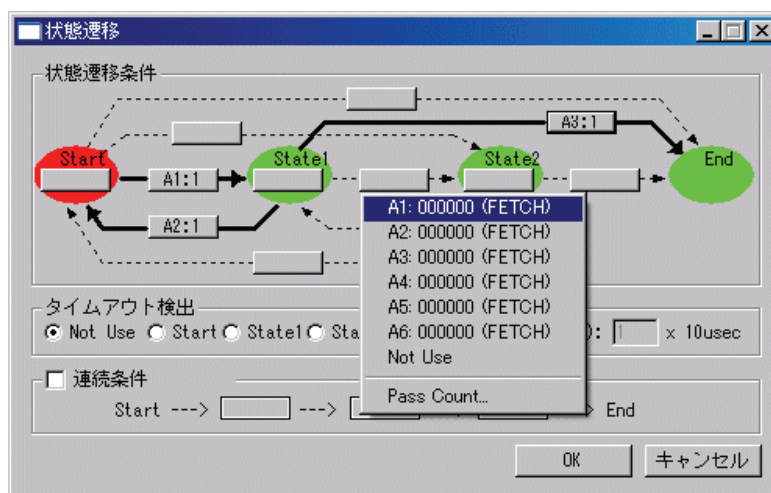 状態遷移
状態遷移条件
A3:1
Start
State1
State2
End
A1:1
A2:1
A1: 000000 (FETCH)
A2: 000000 (FETCH)
A3: 000000 (FETCH)
A4: 000000 (FETCH)
A5: 000000 (FETCH)
A6: 000000 (FETCH)
Not Use
Pass Count...
タイムアウト検出
Not Use Start State1 Sta ): 1 x 10usec
連続条件
Start ---> ---> > End
OK キャンセル